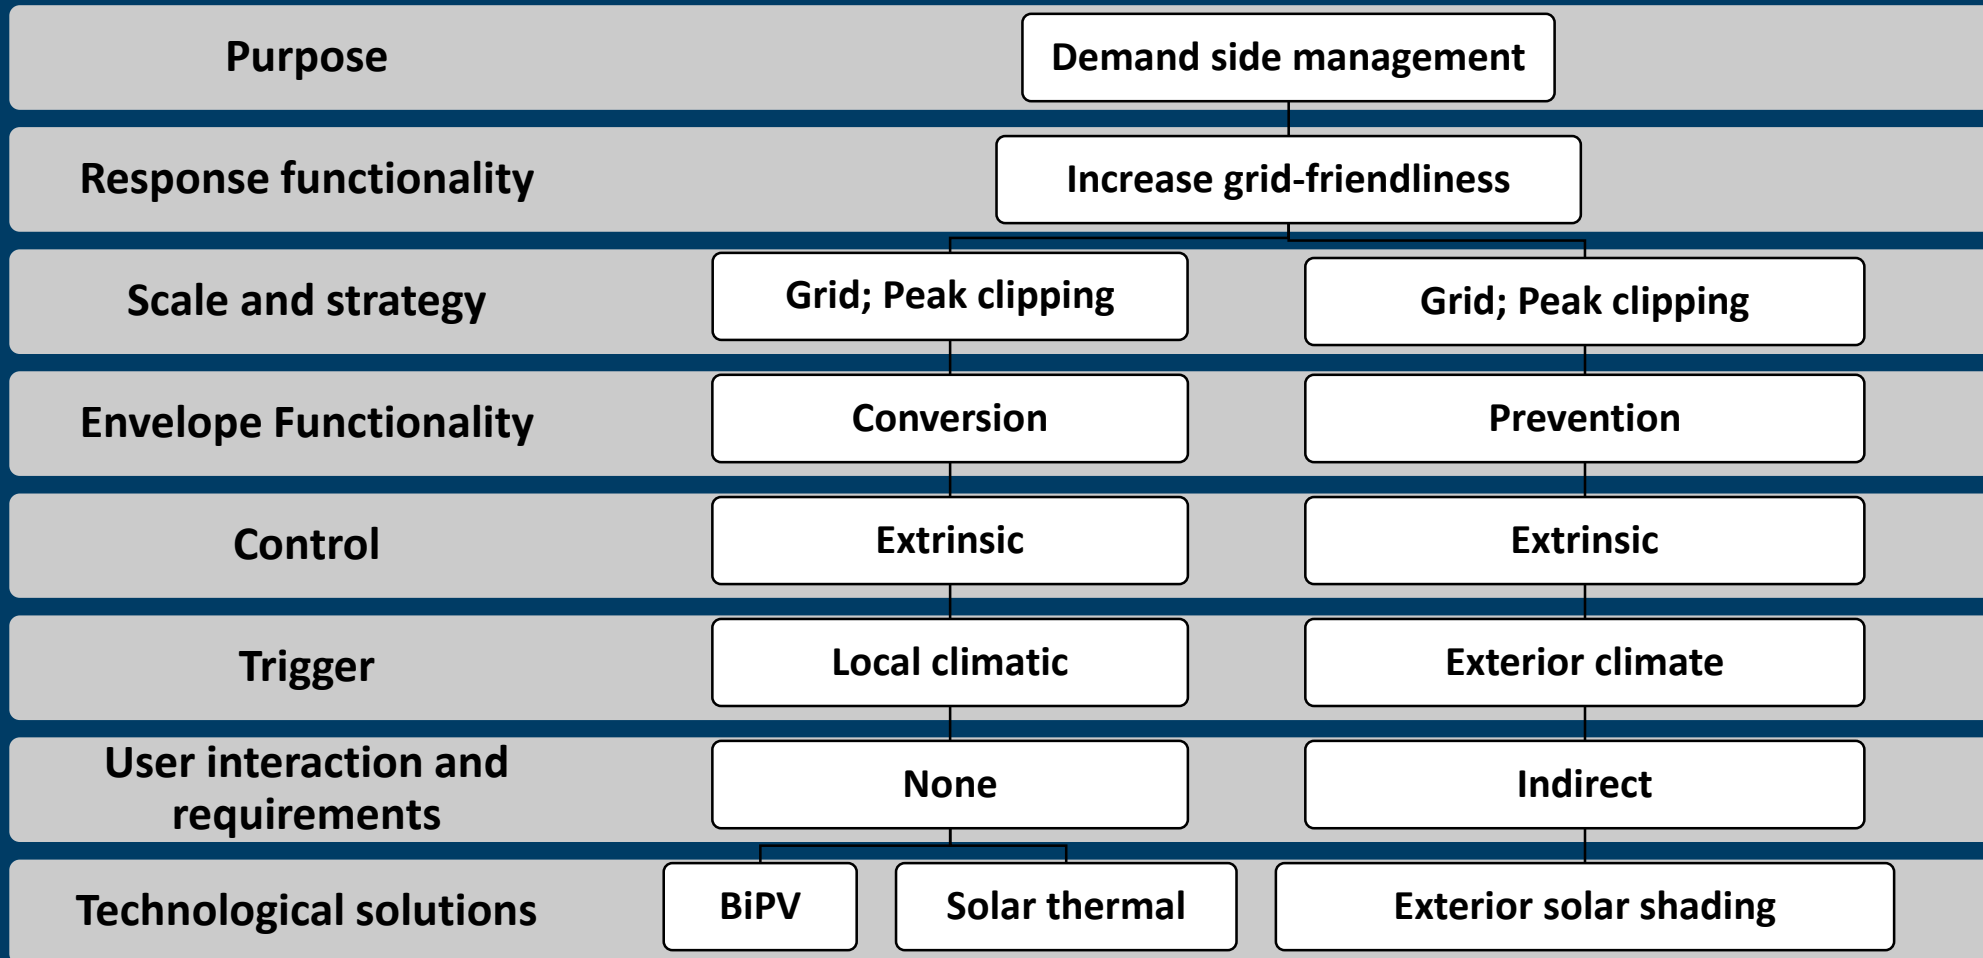 Purpose
Demand side management
Response functionality
Increase grid-friendliness
Scale and strategy
Grid; Peak clipping
Grid; Peak clipping
Envelope Functionality
Conversion
Prevention
Control
Extrinsic
Extrinsic
Trigger
Local climatic
Exterior climate
User interaction and
requirements
None
Indirect
Technological solutions
BiPV
Solar thermal
Exterior solar shading